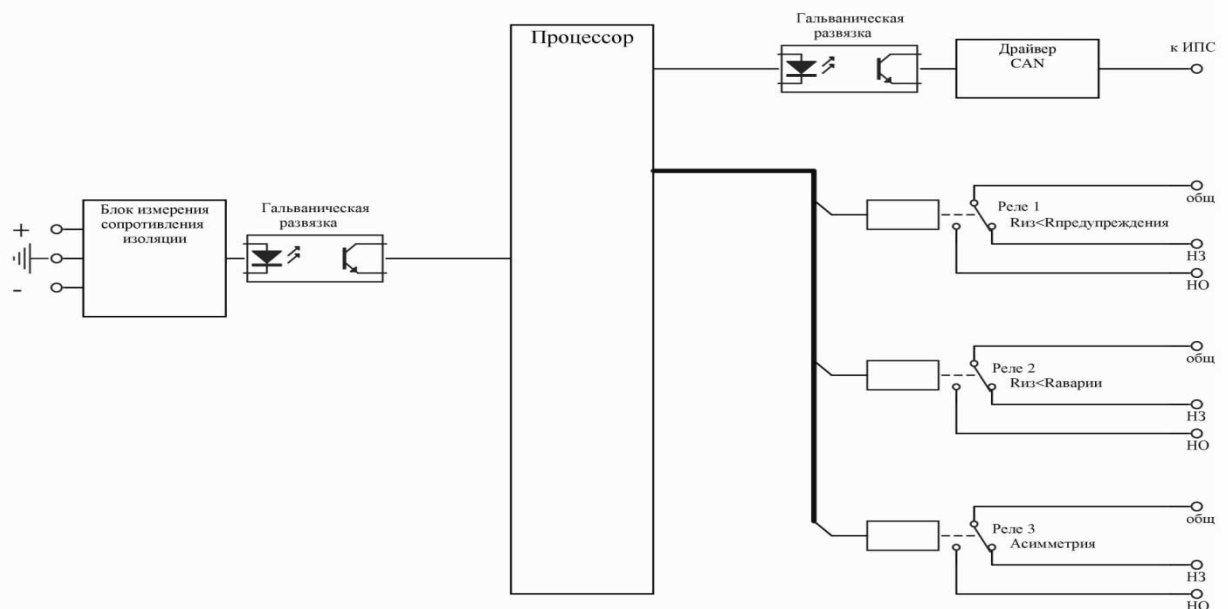 Процессор
Гальваническая
развязка
Драйвер
CAN
к ИПС
Блок измерения
сопротивления
изоляции
+
-
Гальваническая
развязка
Реле 1
Rиз<Rпредупреждения
общ
НЗ
НО
Реле 2
Rиз<Rаварии
общ
НЗ
НО
Реле 3
Асимметрия
общ
НЗ
НО